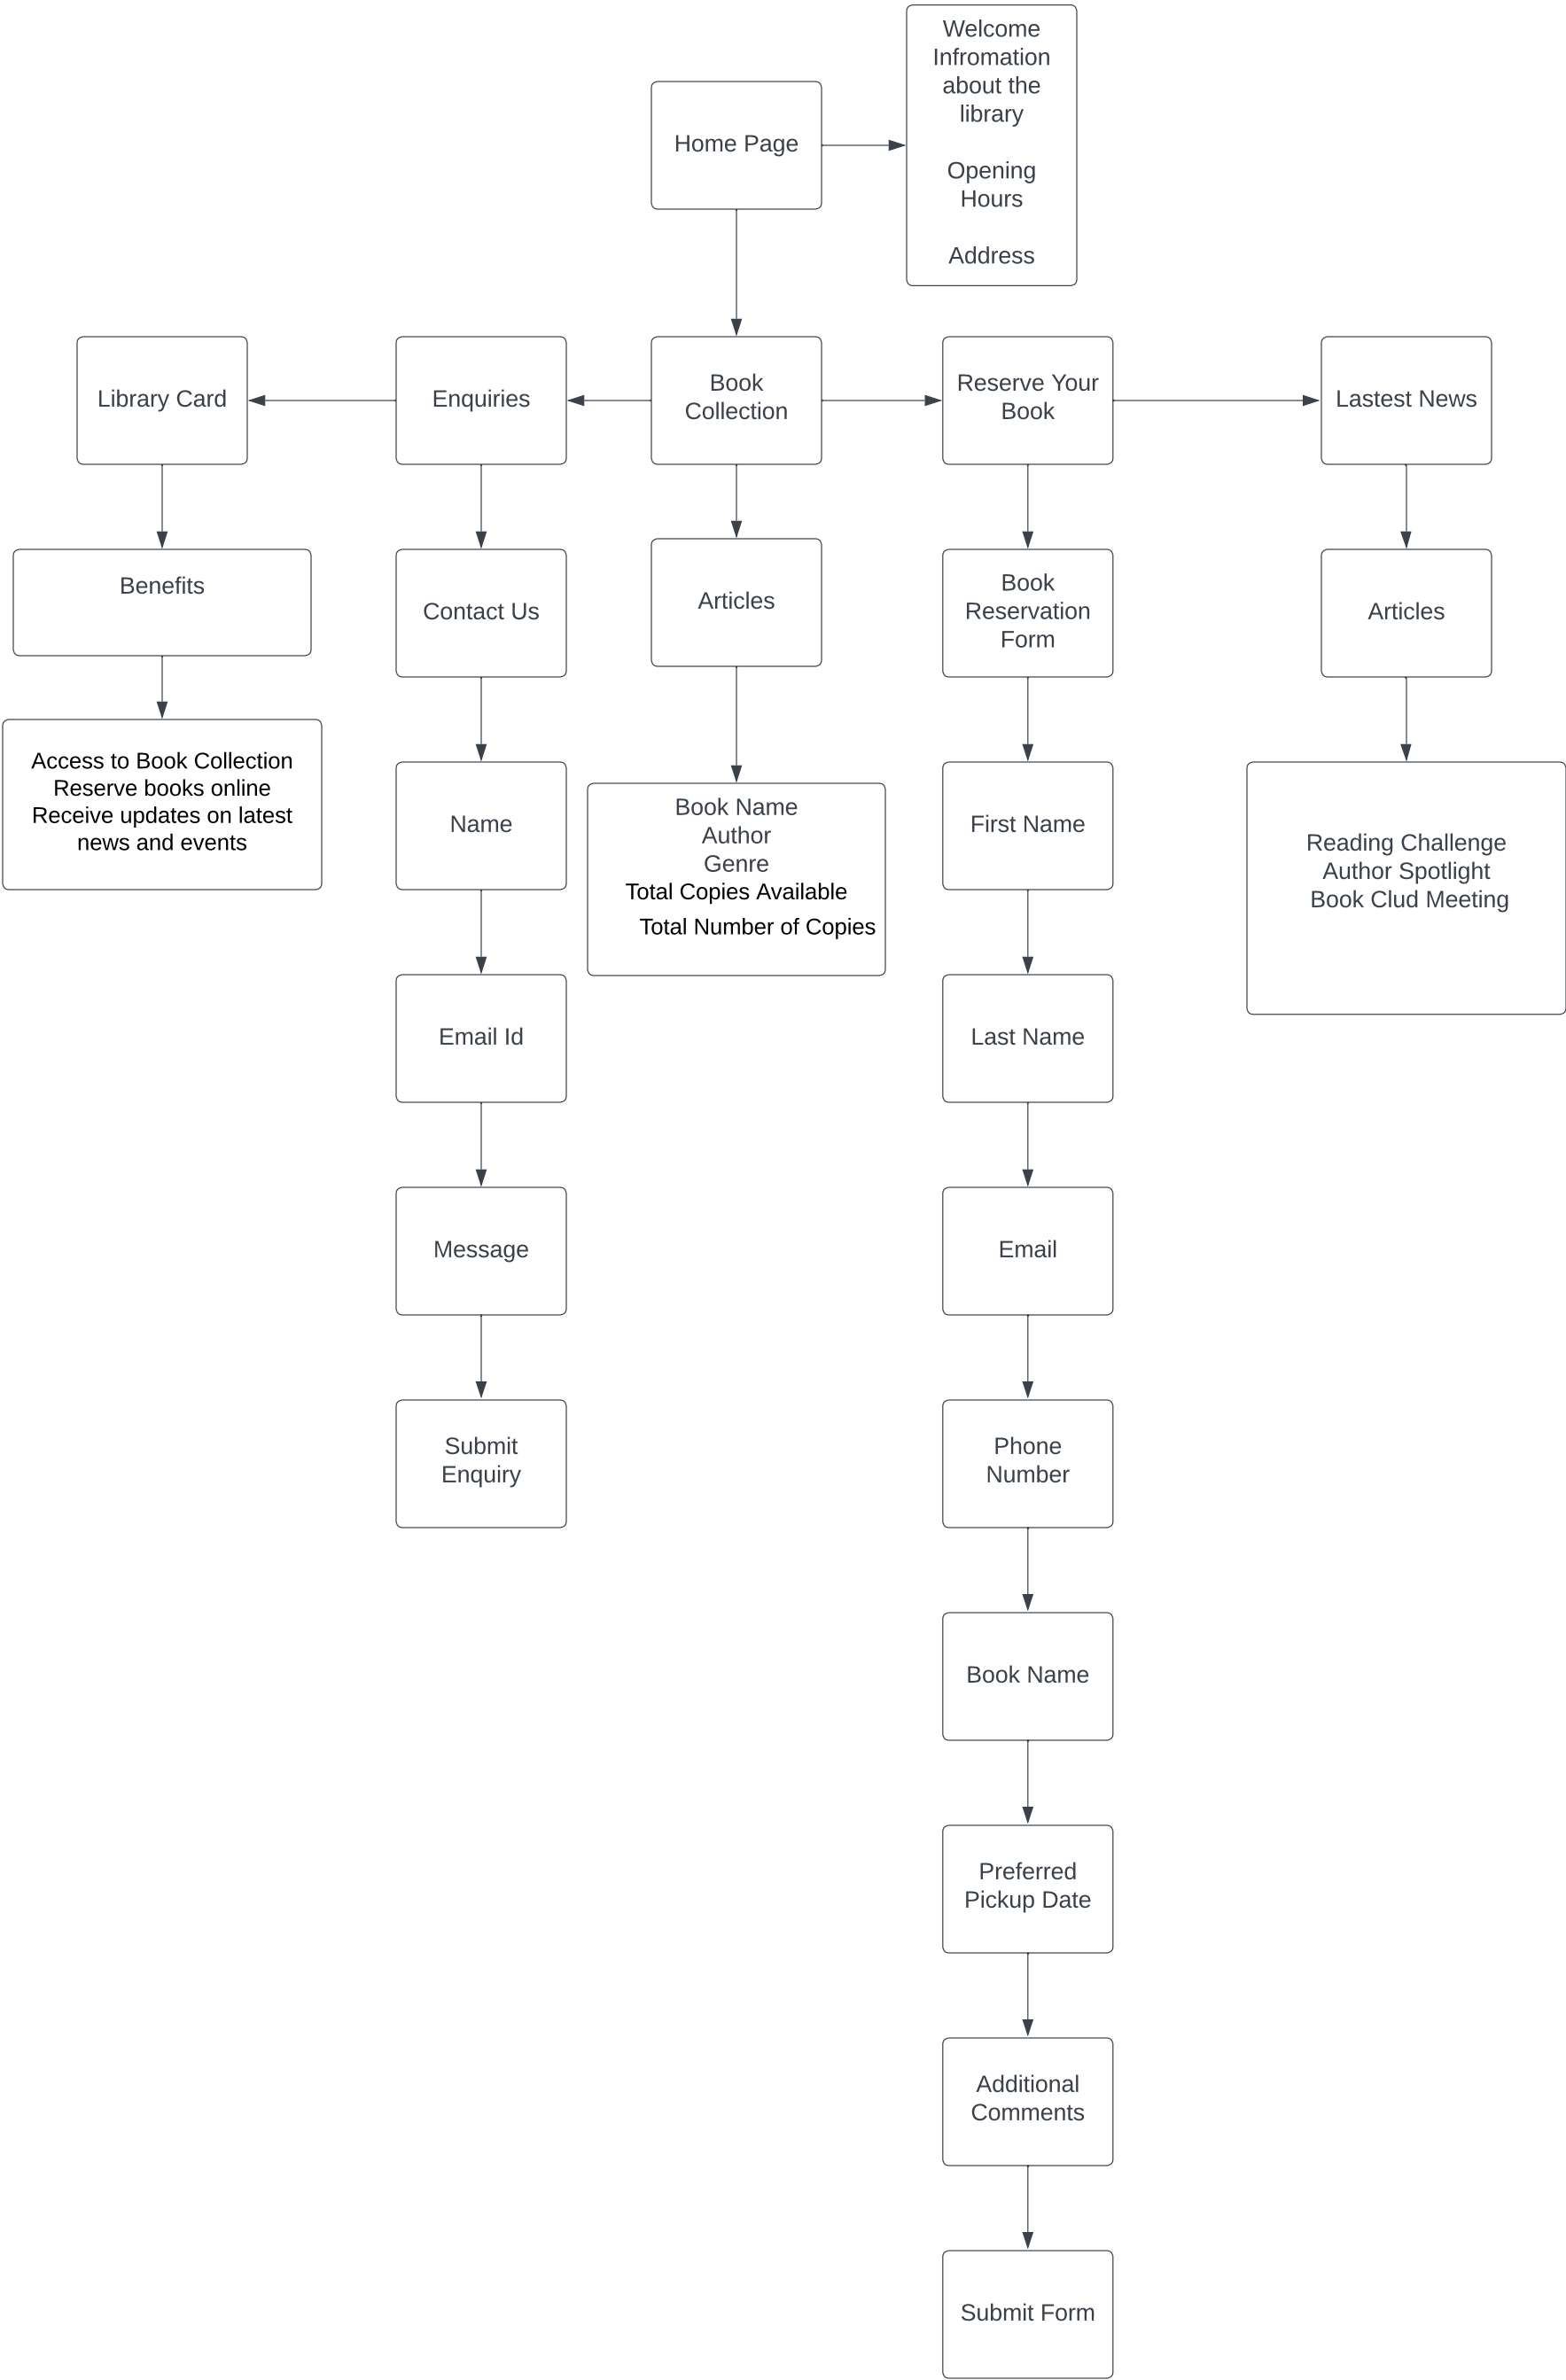 Welcome
Infromation
about the
library
Opening
Hours
Address
Home Page
Library Card
Enquiries
Book
Collection
Reserve Your
Book
Lastest News
Benefits
Contact Us
Articles
Book
Reservation
Form
Articles
Access to Book Collection
Reserve books online
Receive updates on latest
news and events
Name
Book Name
Author
Genre
Total Copies Available
Total Number of Copies
First Name
Reading Challenge
Author Spotlight
Book Clud Meeting
Email Id
Last Name
Message
Email
Submit
Enquiry
Phone
Number
Book Name
Preferred
Pickup Date
Additional
Comments
Submit Form